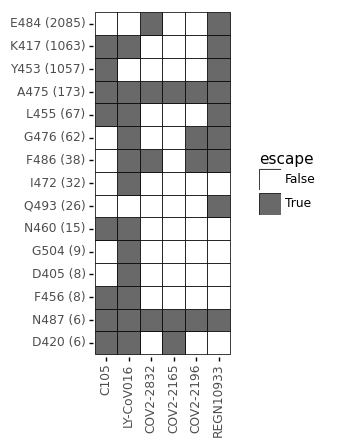 E484 (2085)
K417 (1063)
Y453 (1057)
A475 (173)
L455 (67)
G476 (62)
F486 (38)
I472 (32)
Q493 (26)
N460 (15)
G504 (9)
D405 (8)
F456 (8)
N487 (6)
D420 (6)
C105
LY-CoV016
COV2-2832
COV2-2165
COV2-2196
REGN10933
escape
False
True